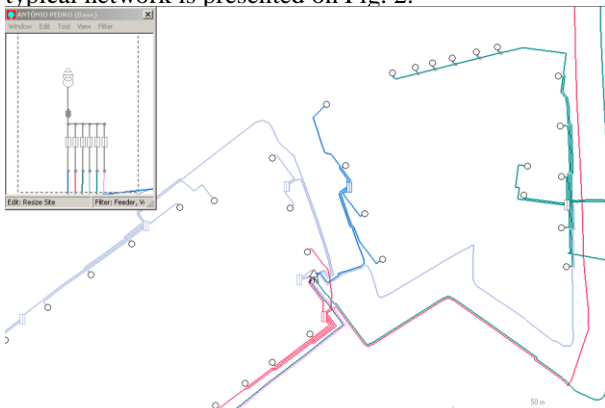 typical network is presented on Fig. 2.
ANTÓNIO PEDRO (Base)
Window Edit Tool View Filter
Edit: Resize Site
Filter: Feeder, V
50 m